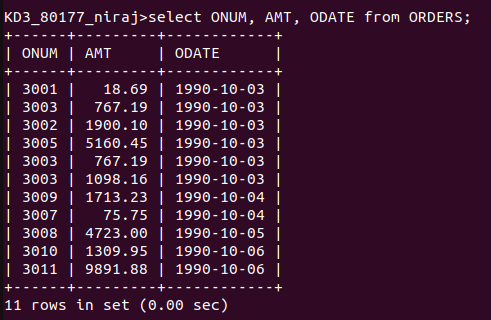 KD3_80177_niraj>select ONUM, AMT, ODATE from ORDERS;
+------+---------+------------+
| ONUM | AMT     | ODATE      |
+------+---------+------------+
| 3001 |   18.69 | 1990-10-03 |
| 3003 |  767.19 | 1990-10-03 |
| 3002 | 1900.10 | 1990-10-03 |
| 3005 | 5160.45 | 1990-10-03 |
| 3003 |  767.19 | 1990-10-03 |
| 3003 | 1098.16 | 1990-10-03 |
| 3009 | 1713.23 | 1990-10-04 |
| 3007 |   75.75 | 1990-10-04 |
| 3008 | 4723.00 | 1990-10-05 |
| 3010 | 1309.95 | 1990-10-06 |
| 3011 | 9891.88 | 1990-10-06 |
+------+---------+------------+
11 rows in set (0.00 sec)